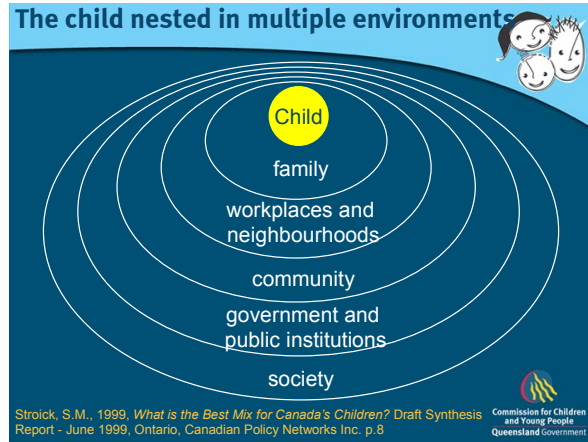 The child nested in multiple environments
Child
family
workplaces and
neighbourhoods
community
government and
public institutions
society
Stroick, S.M., 1999, What is the Best Mix for Canada's Children? Draft Synthesis
Report - June 1999, Ontario, Canadian Policy Networks Inc. p.8
Commission for Children
and Young People
Queensland Government